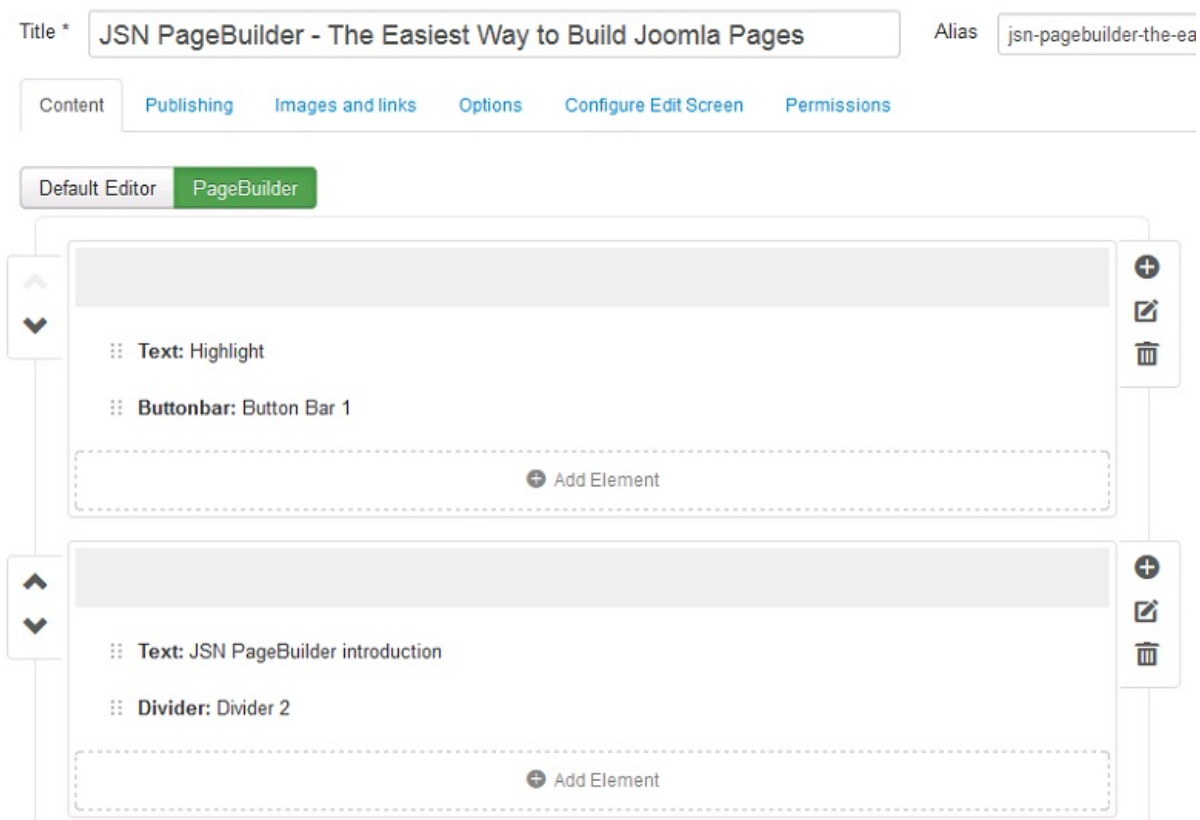 Title * JSN PageBuilder - The Easiest Way to Build Joomla Pages Alias jsn-pagebuilder-the-ea
Content Publishing Images and links Options Configure Edit Screen Permissions
Default Editor PageBuilder
Text: Highlight
Buttonbar: Button Bar 1
Add Element
Text: JSN PageBuilder introduction
Divider: Divider 2
Add Element